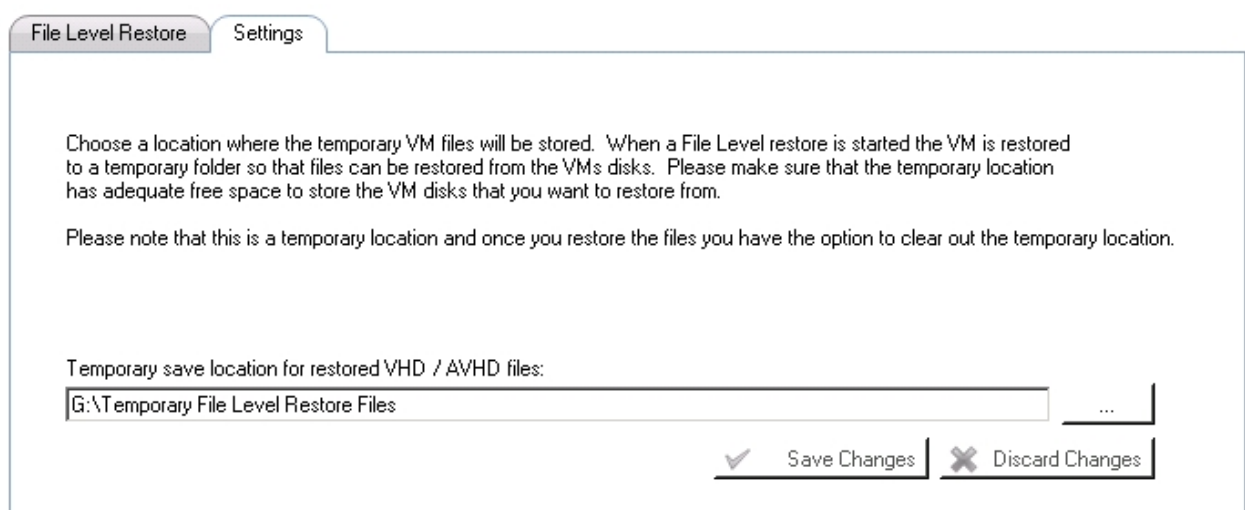 File Level Restore
Settings
Choose a location where the temporary VM files will be stored.  When a File Level restore is started the VM is restored
to a temporary folder so that files can be restored from the VMs disks.  Please make sure that the temporary location
has adequate free space to store the VM disks that you want to restore from.
Please note that this is a temporary location and once you restore the files you have the option to clear out the temporary location.
Temporary save location for restored VHD / AVHD files:
G:\Temporary File Level Restore Files
...
Save Changes
Discard Changes